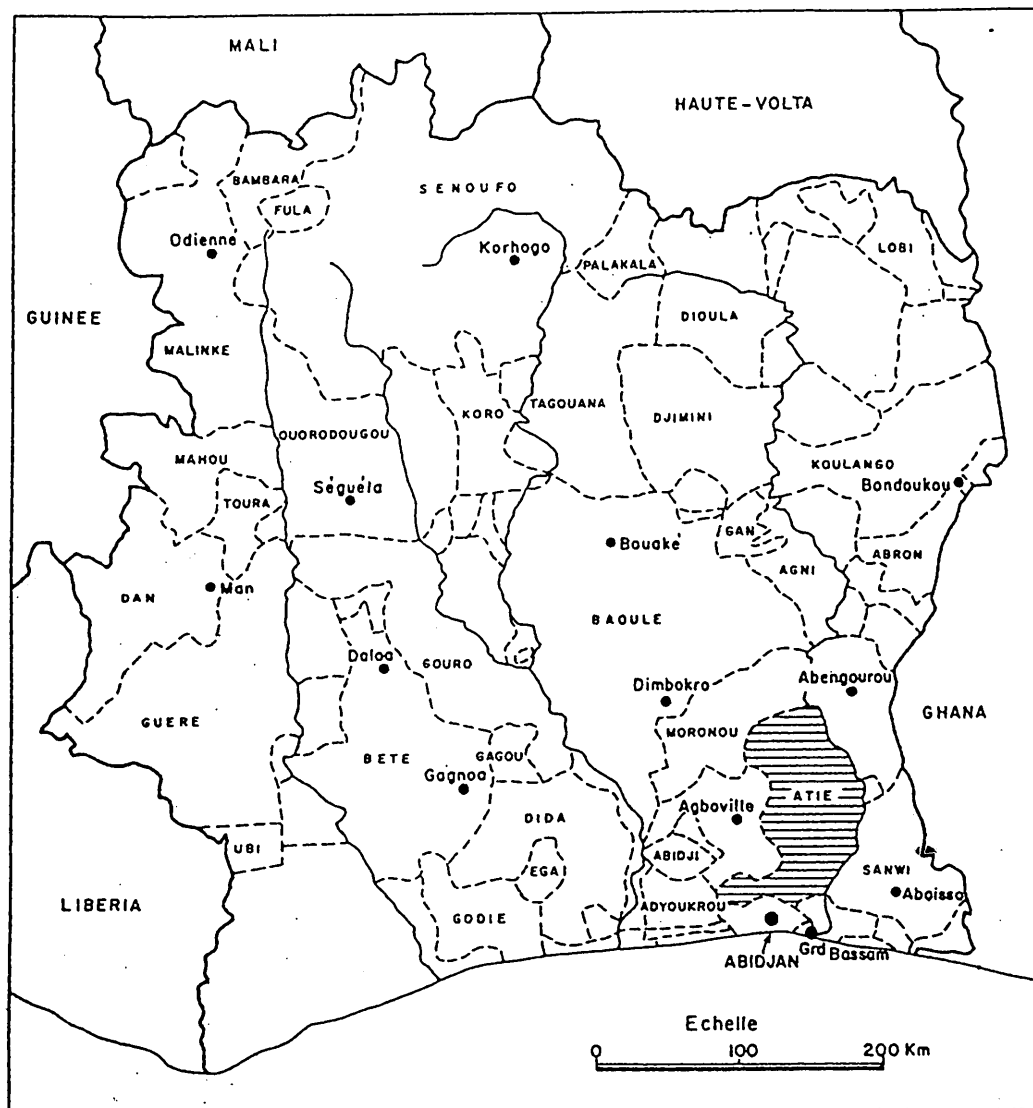 MALI
HAUTE-VOLTA
BAMBARA
SENOUFO
FULA
Odienne
Korhogo
PALAKALA
LOBI
GUINEE
DIOULA
MALINKE
KORO
TAGOUANA
DJIMINI
OUORODOUGOU
MAHOU
KOULANGO
Séguéla
Bondoukou
TOURA
GAN
Bouaké
ABRON
AGNI
DAN
Man
BAOULE
Daloa
GOURO
Abengourou
Dimbokro
GUERE
GHANA
MORONOU
BETE
GAGOU
Gagnoa
ATIE
Agboville
DIDA
UBI
ABIDJI
EGAI
SANWI
Aboisso
LIBERIA
GODIE
ADYOUKROU
ABIDJAN
Grd Bassam
Echelle
0 100 200 Km